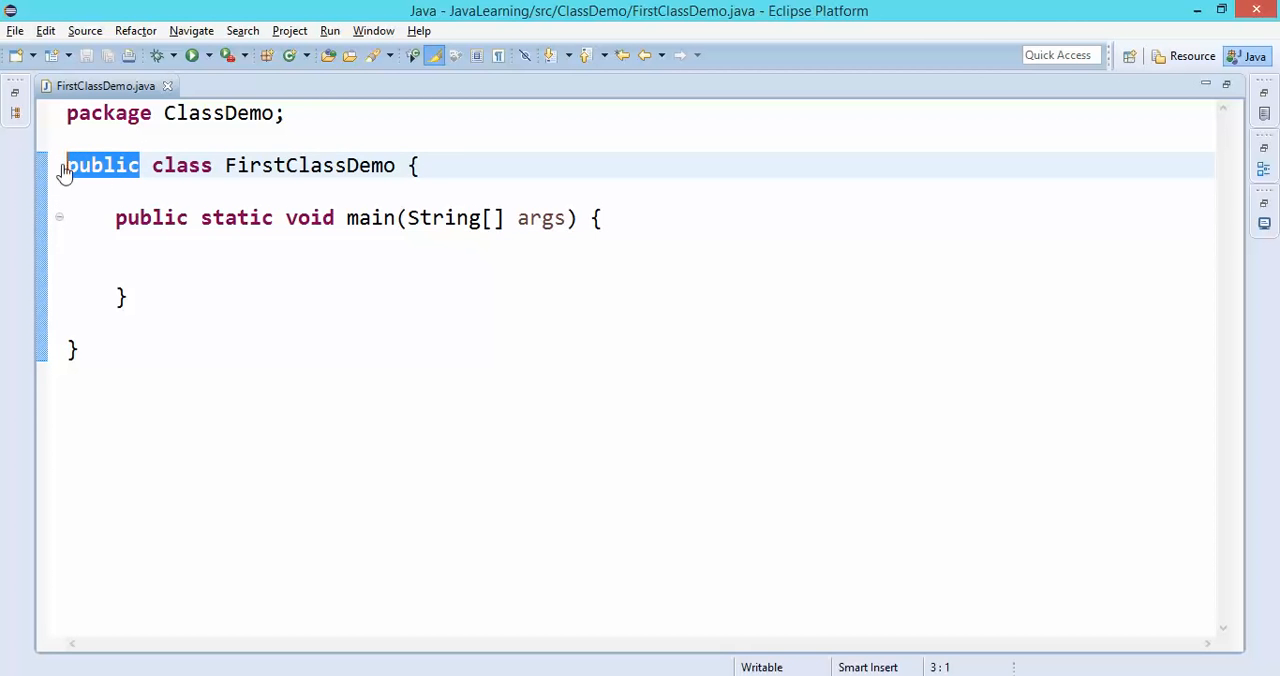 Java - JavaLearning/src/ClassDemo/FirstClassDemo.java - Eclipse Platform
File Edit Source Refactor Navigate Search Project Run Window Help
Quick Access Resource Java
FirstClassDemo.java
package ClassDemo;
public class FirstClassDemo {
public static void main(String[] args) {
}
}
Writable Smart Insert 3 : 1